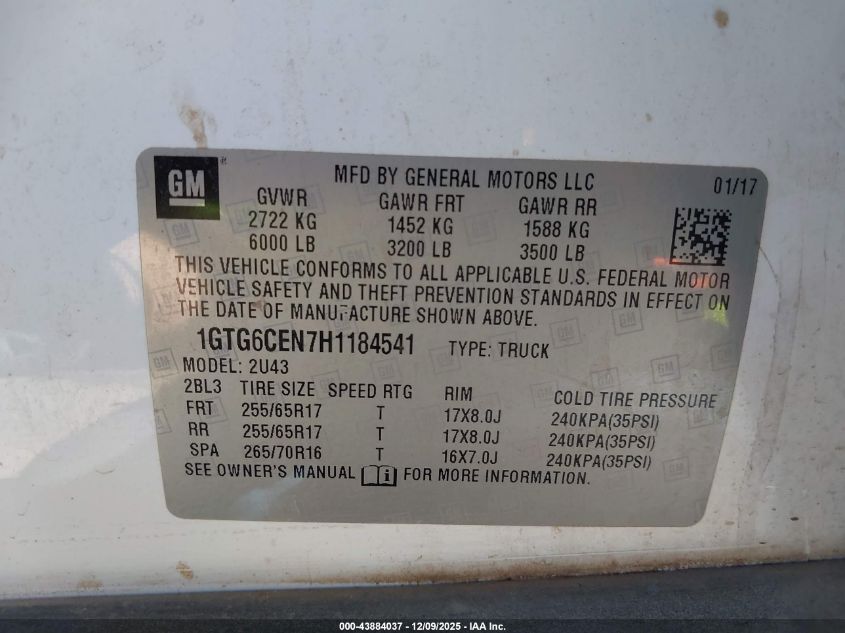 GM
MFD BY GENERAL MOTORS LLC 01/17
GVWR GAWR FRT GAWR RR
2722 KG 1452 KG 1588 KG
6000 LB 3200 LB 3500 LB
THIS VEHICLE CONFORMS TO ALL APPLICABLE U.S. FEDERAL MOTOR
VEHICLE SAFETY AND THEFT PREVENTION STANDARDS IN EFFECT ON
THE DATE OF MANUFACTURE SHOWN ABOVE.
1GTG6CEN7H1184541 TYPE: TRUCK
MODEL: 2U43
2BL3 TIRE SIZE SPEED RTG RIM COLD TIRE PRESSURE
FRT 255/65R17 T 17X8.0J 240KPA(35PSI)
RR 255/65R17 T 17X8.0J 240KPA(35PSI)
SPA 265/70R16 T 16X7.0J 240KPA(35PSI)
SEE OWNER'S MANUAL i FOR MORE INFORMATION.
000-43884037 - 12/09/2025 - IAA Inc.